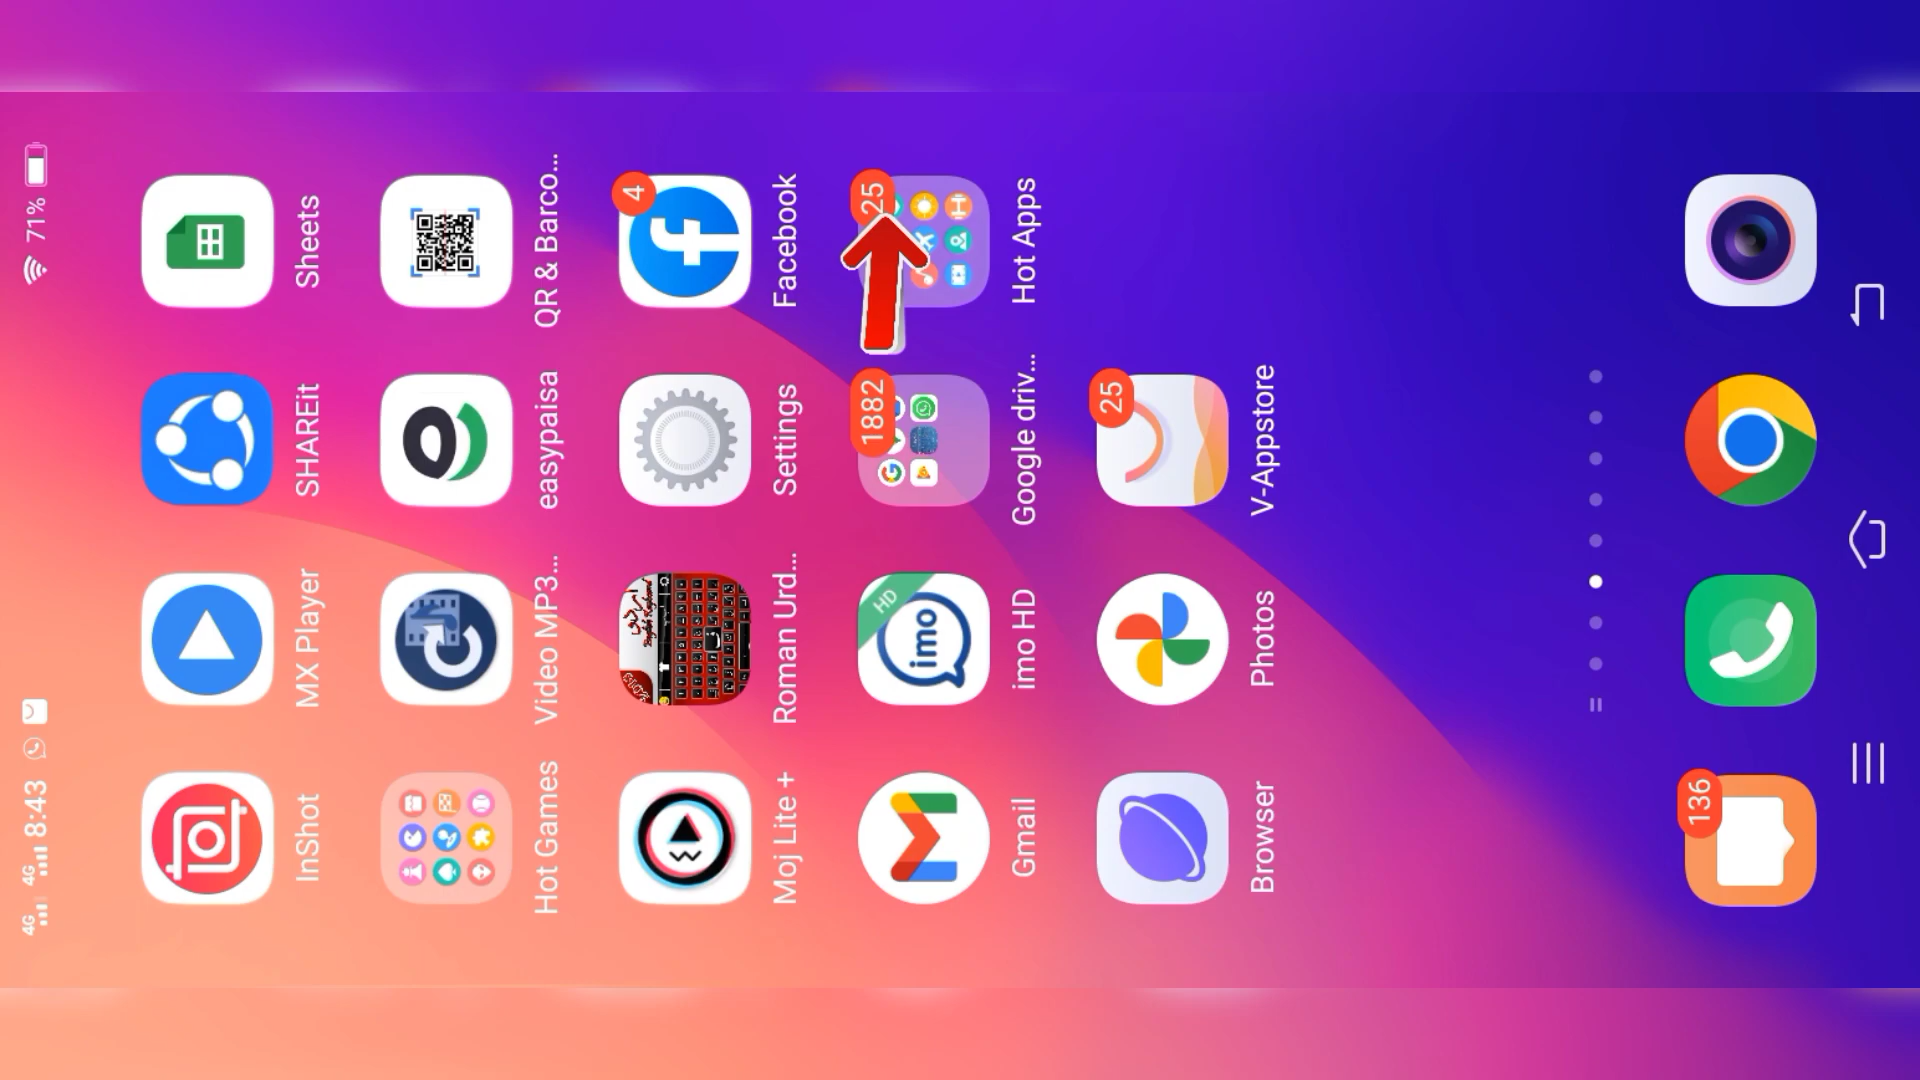 4G 4G 8:43
71%
InShot
MX Player
SHAREit
Sheets
Hot Games
Video MP3...
easypaisa
QR & Barco...
4
Moj Lite +
Roman Urd...
Settings
Facebook
HD
imo
1882
25
Gmail
imo HD
Google driv...
Hot Apps
25
Browser
Photos
V-Appstore
136